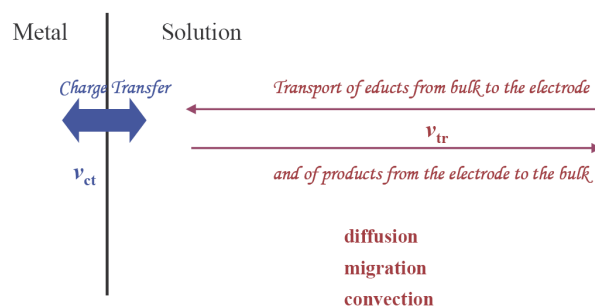 Metal
Solution
Charge Transfer
Transport of educts from bulk to the electrode
v_tr
v_ct
and of products from the electrode to the bulk
diffusion
migration
convection